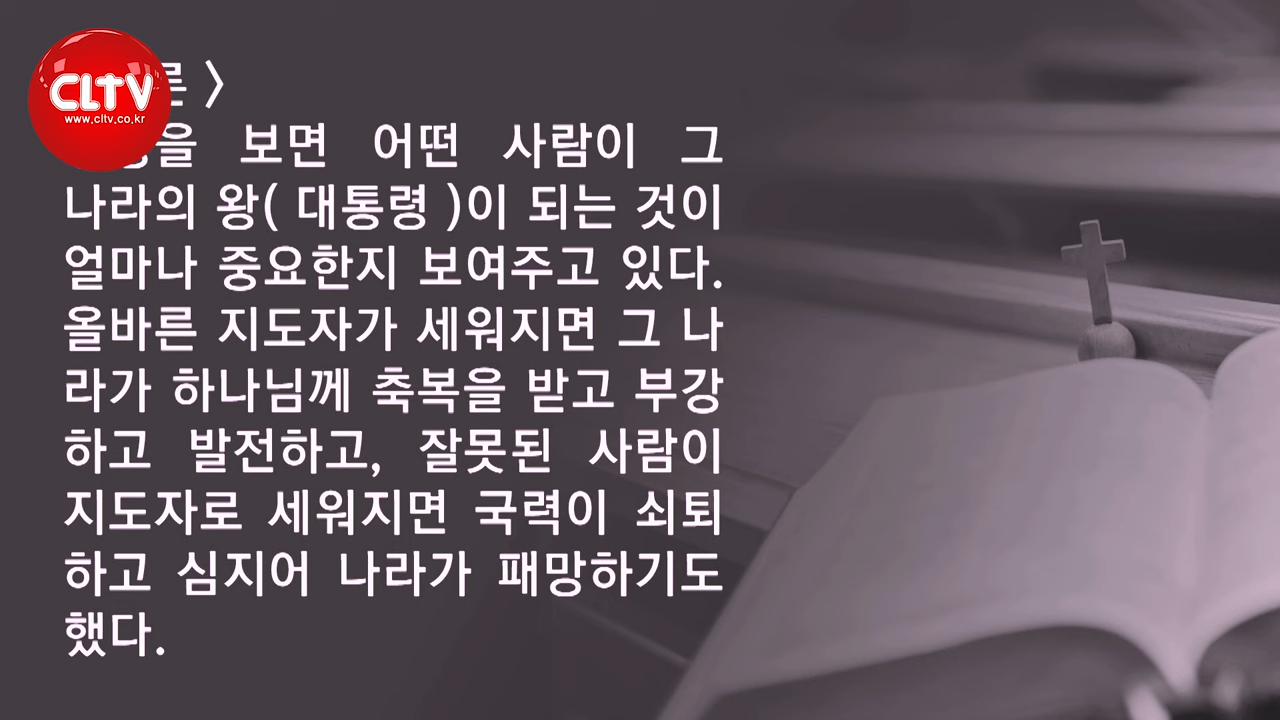 CLTV
www.cltv.co.kr
〉
보면 어떤 사람이 그
나라의 왕( 대통령 )이 되는 것이
얼마나 중요한지 보여주고 있다.
올바른 지도자가 세워지면 그 나
라가 하나님께 축복을 받고 부강
하고 발전하고, 잘못된 사람이
지도자로 세워지면 국력이 쇠퇴
하고 심지어 나라가 패망하기도
했다.